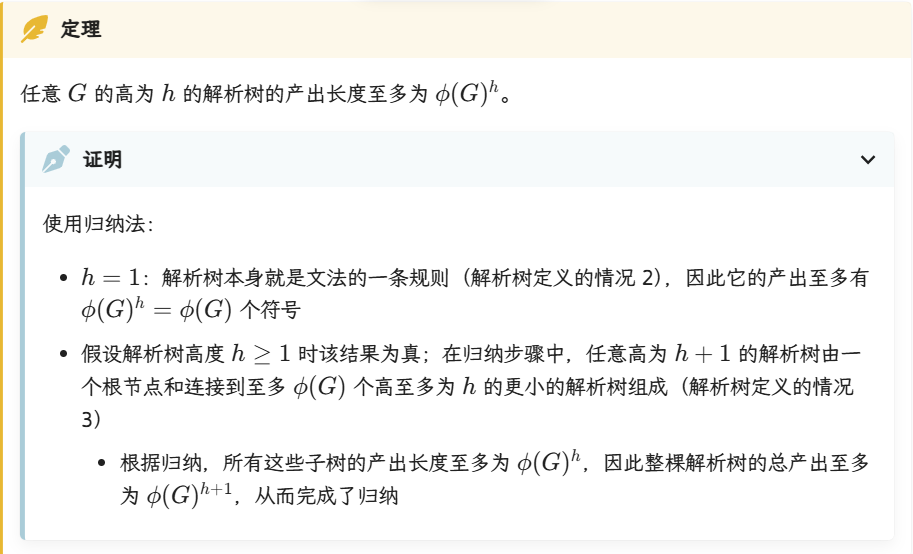 定理
任意 G 的高为 h 的解析树的产出长度至多为 ϕ(G)^h。
证明
使用归纳法：
• h = 1：解析树本身就是文法的一条规则（解析树定义的情况 2），因此它的产出至多有
ϕ(G)^h = ϕ(G) 个符号
• 假设解析树高度 h ≥ 1 时该结果为真；在归纳步骤中，任意高为 h + 1 的解析树由一
个根节点和连接到至多 ϕ(G) 个高至多为 h 的更小的解析树组成（解析树定义的情况
3）
• 根据归纳，所有这些子树的产出长度至多为 ϕ(G)^h，因此整棵解析树的总产出至多
为 ϕ(G)^{h+1}，从而完成了归纳